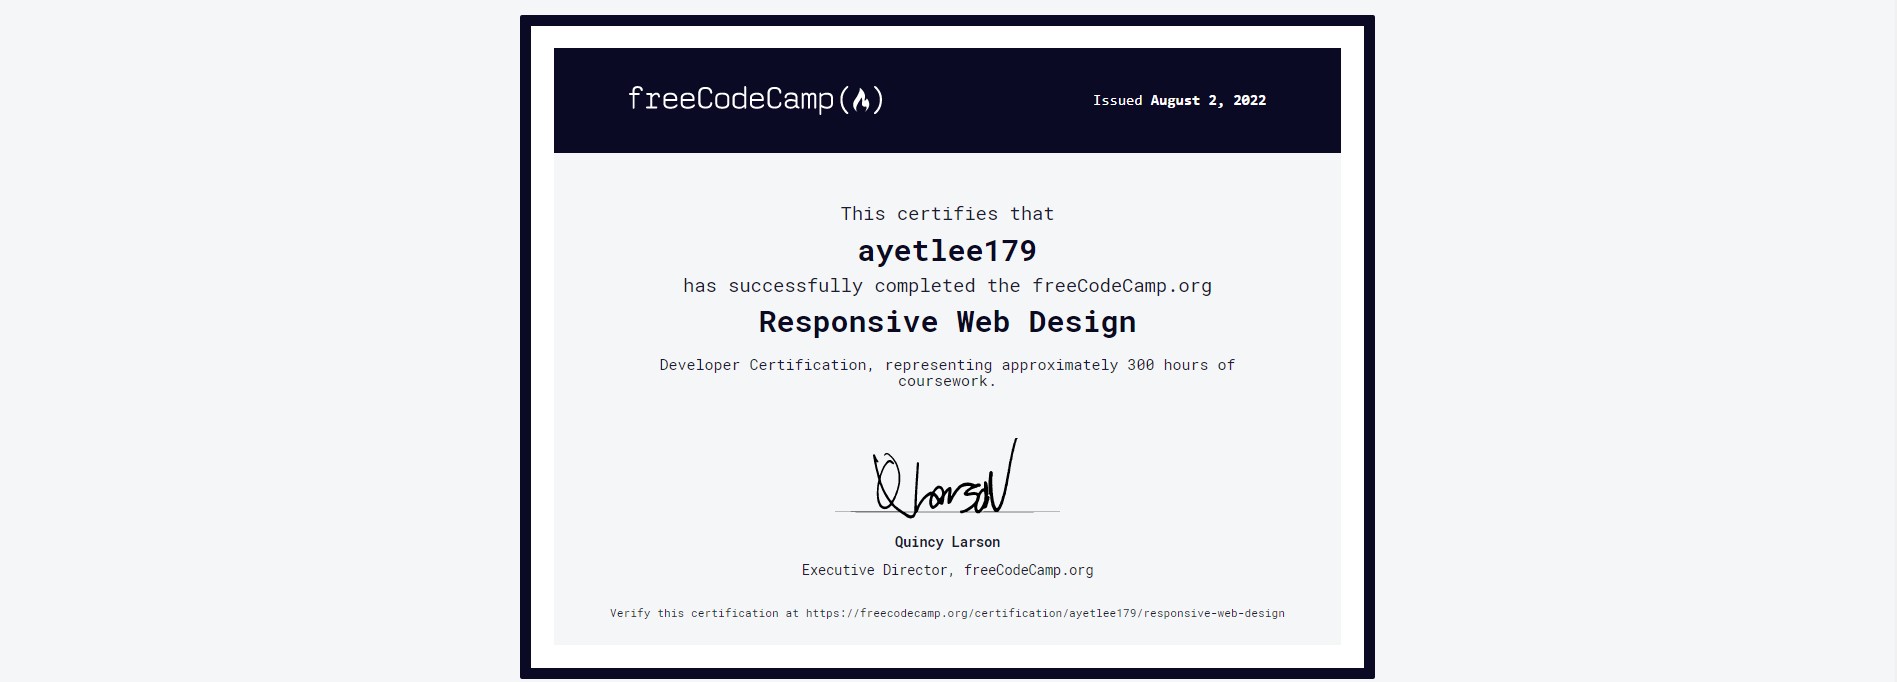 freeCodeCamp(🔥)
Issued August 2, 2022
This certifies that
ayetlee179
has successfully completed the freeCodeCamp.org
Responsive Web Design
Developer Certification, representing approximately 300 hours of
coursework.
Q Larson
Quincy Larson
Executive Director, freeCodeCamp.org
Verify this certification at https://freecodecamp.org/certification/ayetlee179/responsive-web-design